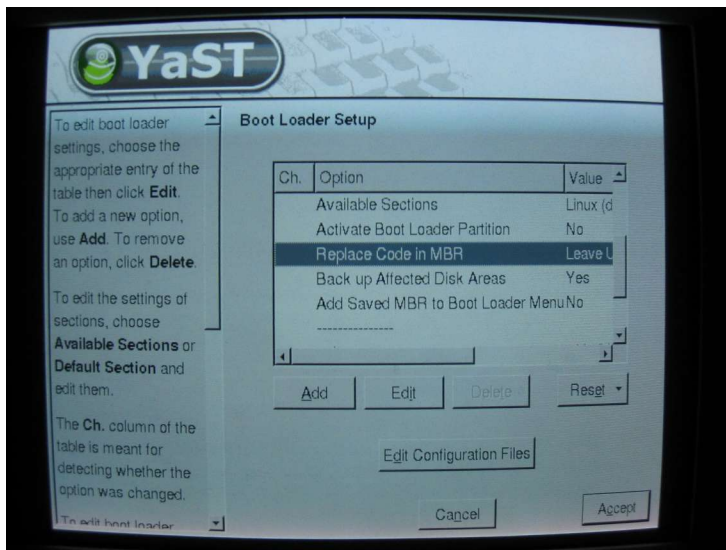 YaST
To edit boot loader
settings, choose the
appropriate entry of the
table then click Edit.
To add a new option,
use Add. To remove
an option, click Delete.
To edit the settings of
sections, choose
Available Sections or
Default Section and
edit them.
The Ch. column of the
table is meant for
detecting whether the
option was changed.
To edit boot loader
Boot Loader Setup
Ch. Option Value
Available Sections Linux (d
Activate Boot Loader Partition No
Replace Code in MBR Leave U
Back up Affected Disk Areas Yes
Add Saved MBR to Boot Loader Menu No
---------------
Add Edit Delete Reset
Edit Configuration Files
Cancel Accept